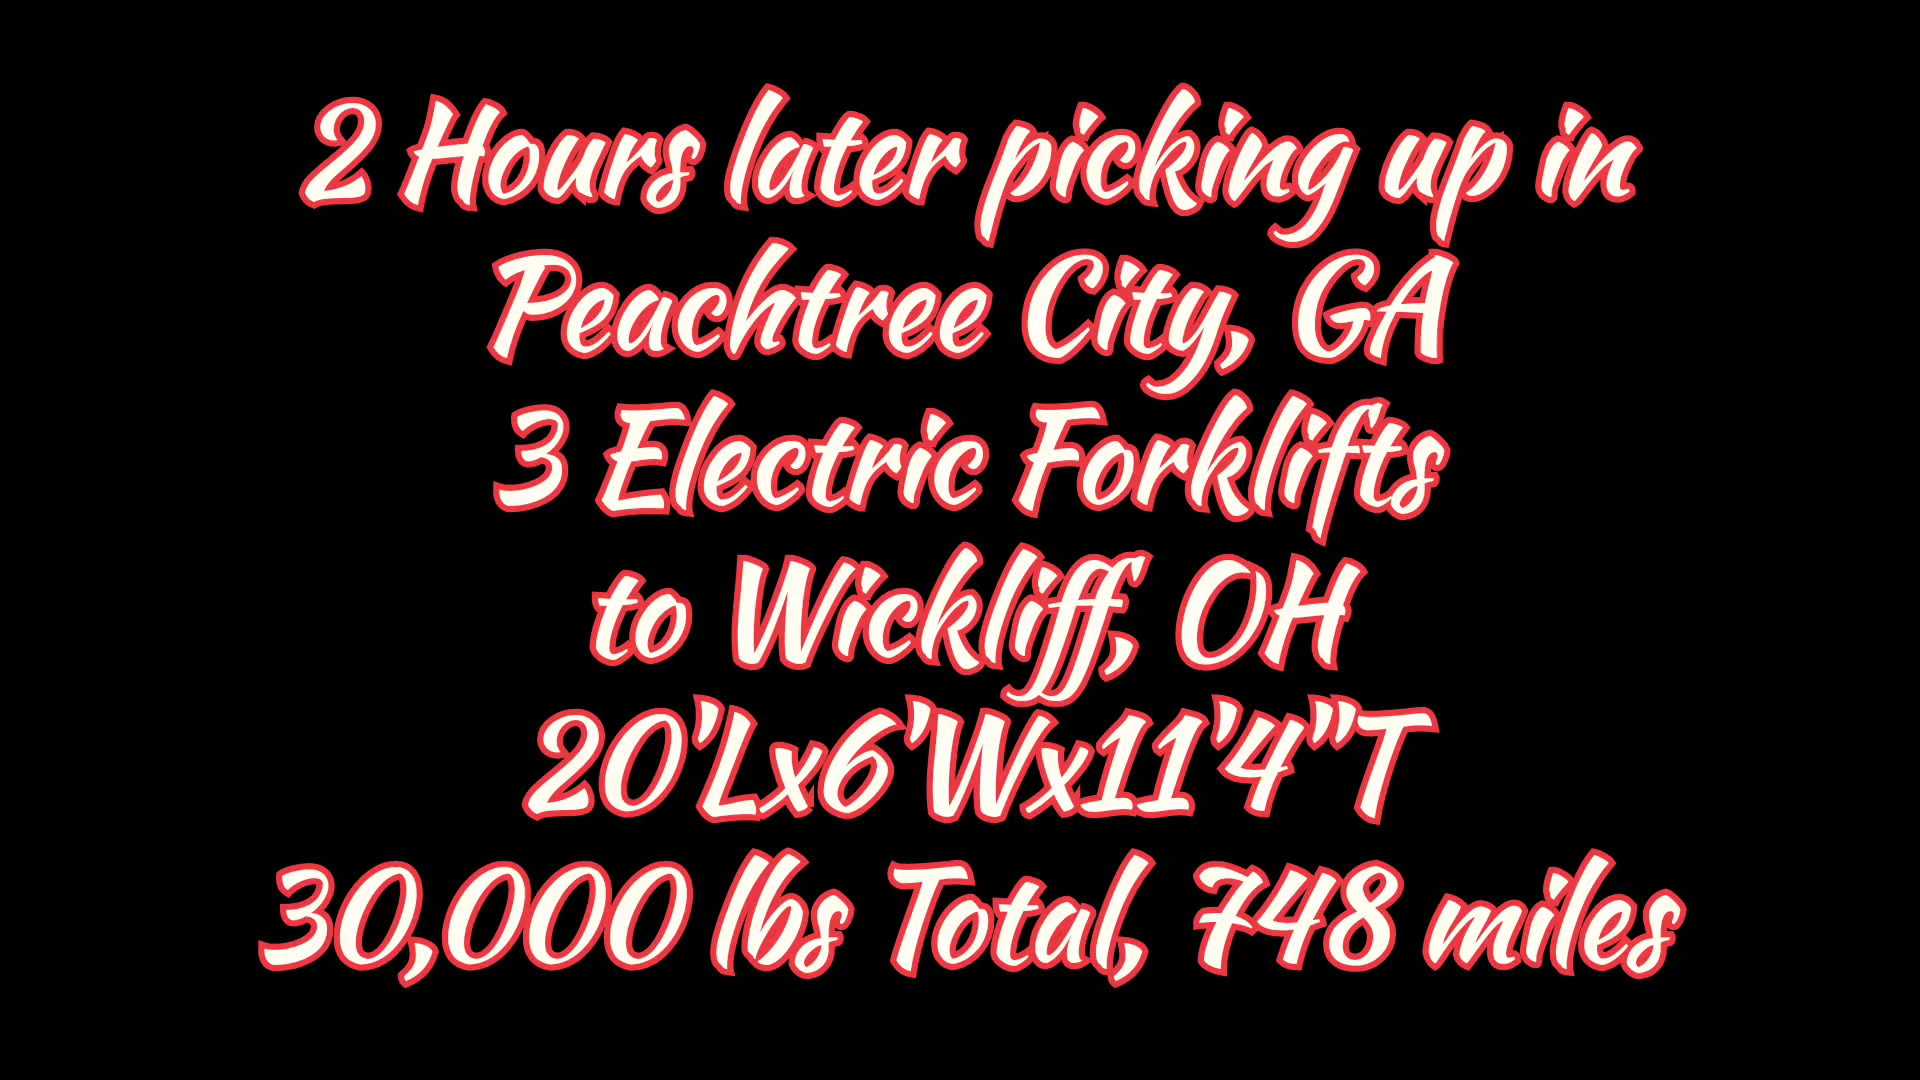 2 Hours later picking up in
Peachtree City, GA
3 Electric Forklifts
to Wickliff, OH
20'Lx6'Wx11'4"T
30,000 lbs Total, 748 miles